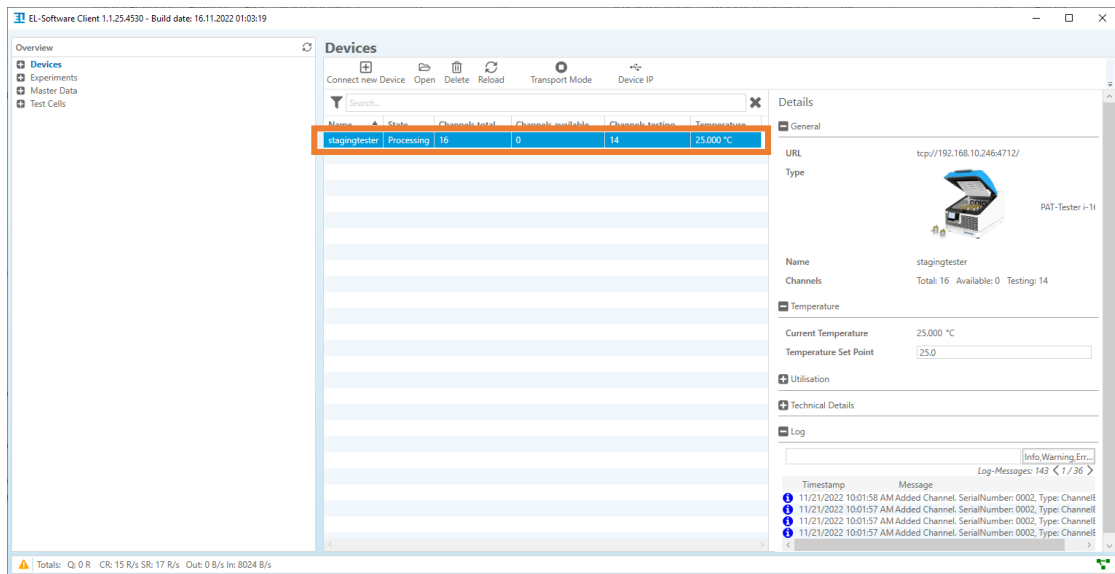 EL-Software Client 1.1.25.4530 - Build date: 16.11.2022 01:03:19
Overview
Devices
Experiments
Master Data
Test Cells
Devices
Connect new Device Open Delete Reload Transport Mode Device IP
Search...
Name State Channels total Channels available Channels testing Temperature
stagingtester Processing 16 0 14 25.000 °C
Details
General
URL tcp://192.168.10.246:4712/
Type
PAT-Tester i-16
Name stagingtester
Channels Total: 16 Available: 0 Testing: 14
Temperature
Current Temperature 25.000 °C
Temperature Set Point 25.0
Utilisation
Technical Details
Log
Info,Warning,Err...
Log-Messages: 143 1 / 36
Timestamp Message
11/21/2022 10:01:58 AM Added Channel. SerialNumber: 0002, Type: ChannelE
11/21/2022 10:01:57 AM Added Channel. SerialNumber: 0002, Type: ChannelE
11/21/2022 10:01:57 AM Added Channel. SerialNumber: 0002, Type: ChannelE
11/21/2022 10:01:57 AM Added Channel. SerialNumber: 0002, Type: ChannelE
Totals: Q: 0 R CR: 15 R/s SR: 17 R/s Out: 0 B/s In: 8024 B/s